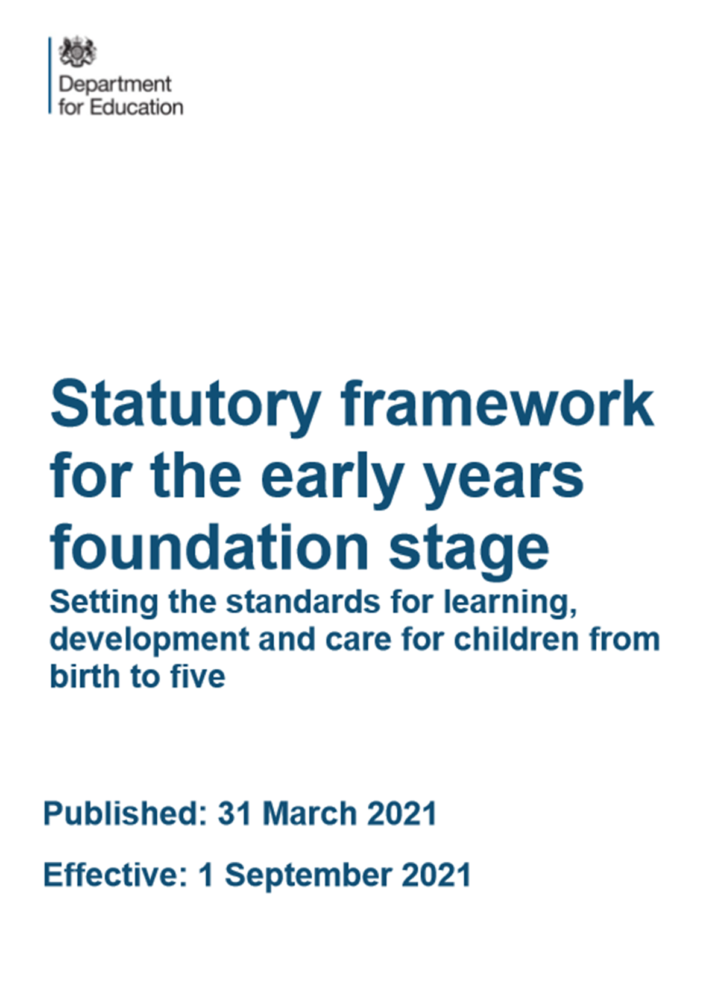 Department
for Education
Statutory framework
for the early years
foundation stage
Setting the standards for learning,
development and care for children from
birth to five
Published: 31 March 2021
Effective: 1 September 2021